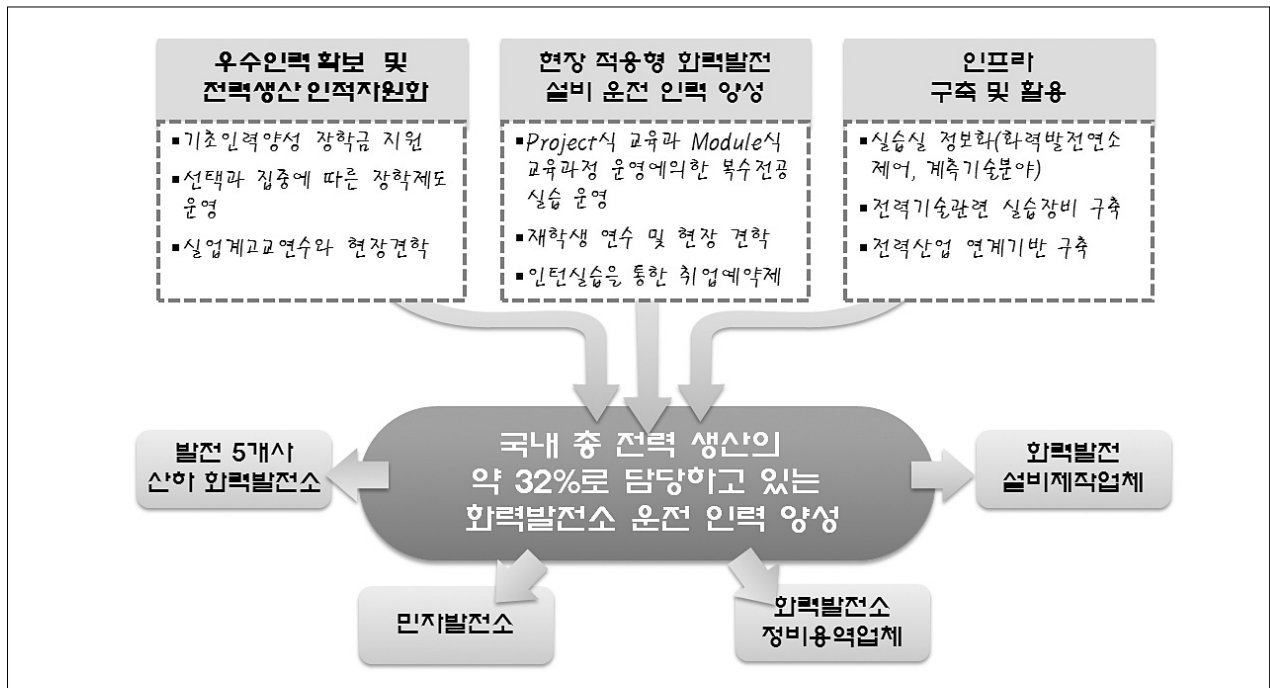 우수인력 확보 및
전력생산 인적자원화
▪기초인력양성 장학금 지원
▪선택과 집중에 따른 장학제도
운영
▪실업계고교연수와 현장견학
현장 적용형 화력발전
설비 운전 인력 양성
▪Project식 교육과 Module식
교육과정 운영에의한 복수전공
실습 운영
▪재학생 연수 및 현장 견학
▪인턴실습을 통한 취업예약제
인프라
구축 및 활용
▪실습실 정보화(화력발전연소
제어, 계측기술분야)
▪전력기술관련 실습장비 구축
▪전력산업 연계기반 구축
국내 총 전력 생산의
약 32%로 담당하고 있는
화력발전소 운전 인력 양성
발전 5개사
산하 화력발전소
화력발전
설비제작업체
민자발전소
화력발전소
정비용역업체